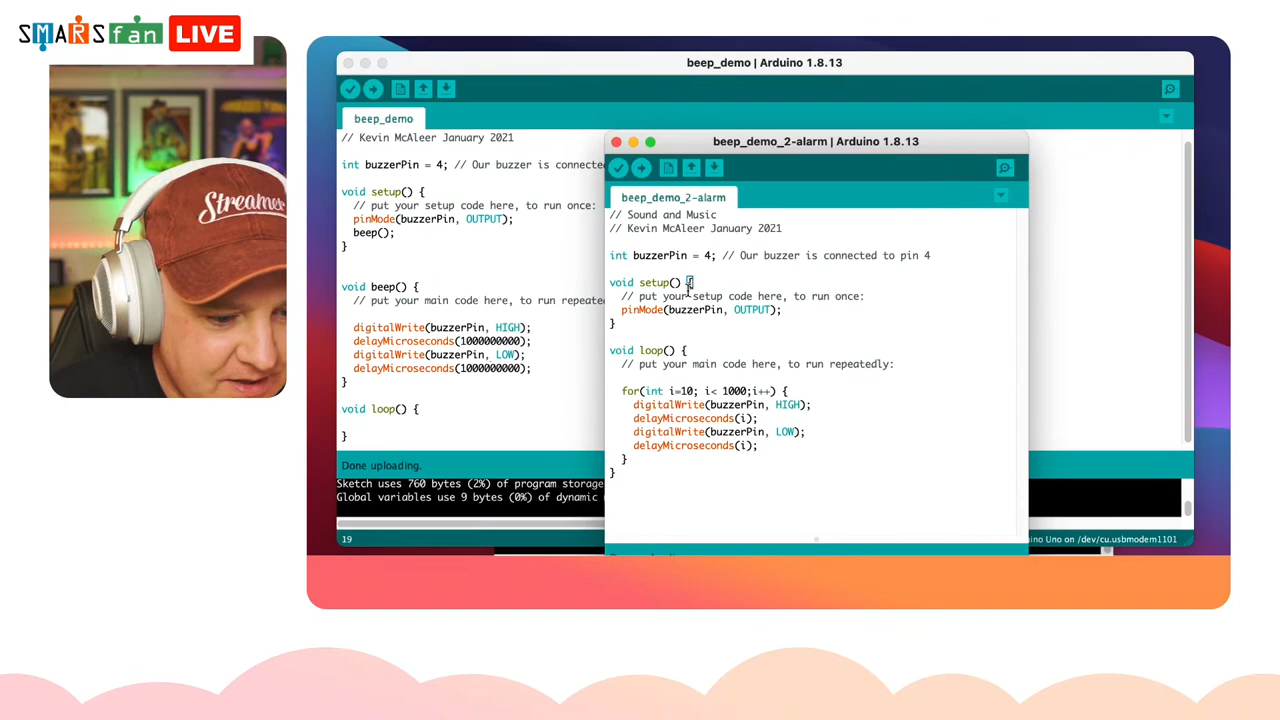 SMARS fan LIVE
Streamer
beep_demo | Arduino 1.8.13
beep_demo
// Kevin McAleer January 2021
int buzzerPin = 4; // Our buzzer is connected
void setup() {
// put your setup code here, to run once:
pinMode(buzzerPin, OUTPUT);
beep();
}
void beep() {
// put your main code here, to run repeated
digitalWrite(buzzerPin, HIGH);
delayMicroseconds(1000000000);
digitalWrite(buzzerPin, LOW);
delayMicroseconds(1000000000);
}
void loop() {
}
Done uploading.
Sketch uses 760 bytes (2%) of program storage
Global variables use 9 bytes (0%) of dynamic
19
ino Uno on /dev/cu.usbmodem1101
beep_demo_2-alarm | Arduino 1.8.13
beep_demo_2-alarm
// Sound and Music
// Kevin McAleer January 2021
int buzzerPin = 4; // Our buzzer is connected to pin 4
void setup() {
// put your setup code here, to run once:
pinMode(buzzerPin, OUTPUT);
}
void loop() {
// put your main code here, to run repeatedly:
for(int i=10; i< 1000;i++) {
digitalWrite(buzzerPin, HIGH);
delayMicroseconds(i);
digitalWrite(buzzerPin, LOW);
delayMicroseconds(i);
}
}